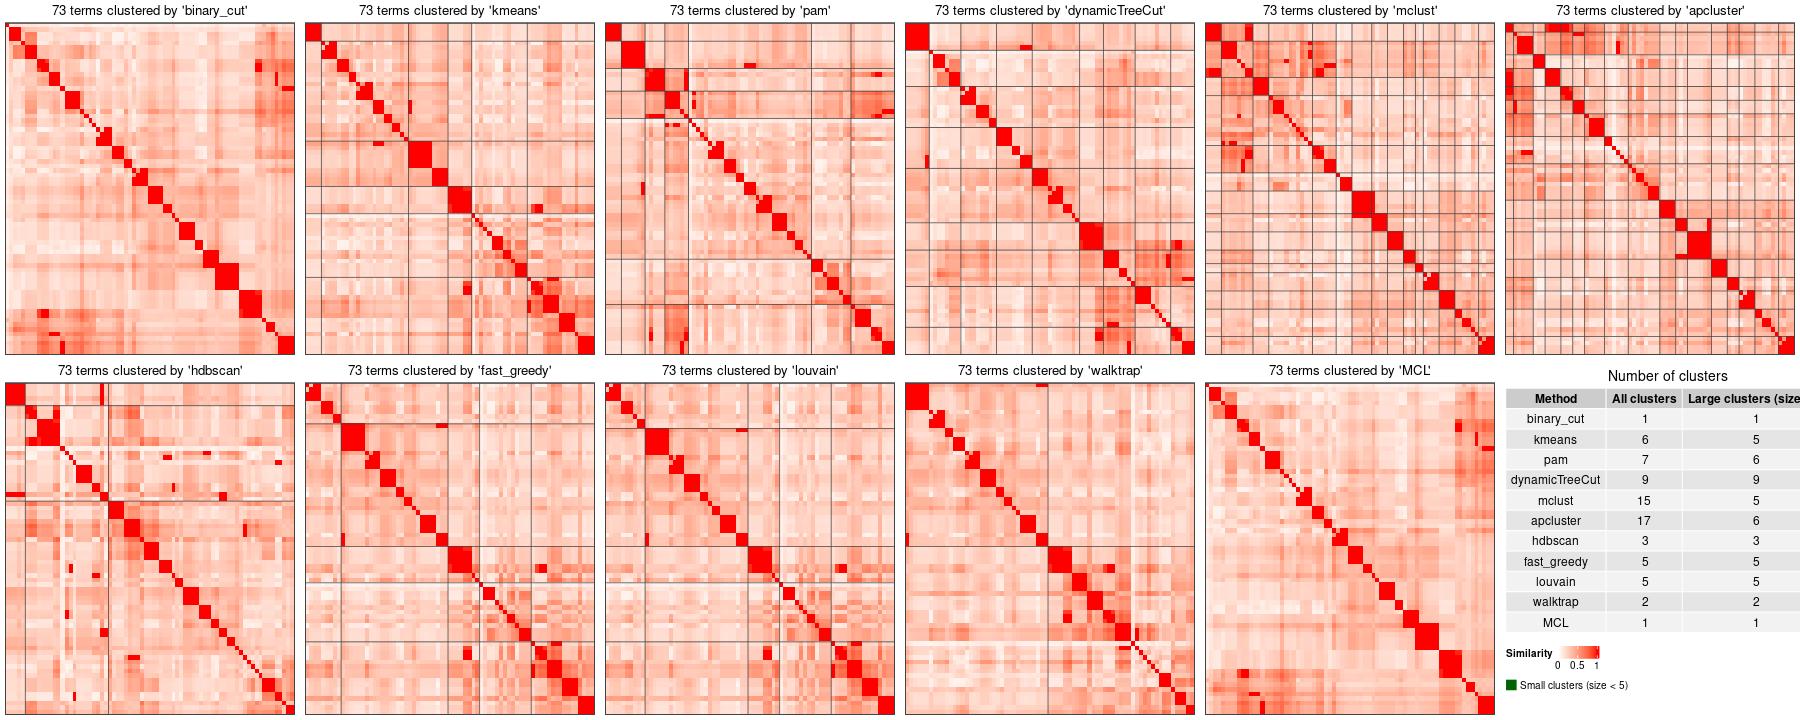 73 terms clustered by 'binary_cut'
73 terms clustered by 'kmeans'
73 terms clustered by 'pam'
73 terms clustered by 'dynamicTreeCut'
73 terms clustered by 'mclust'
73 terms clustered by 'apcluster'
73 terms clustered by 'hdbscan'
73 terms clustered by 'fast_greedy'
73 terms clustered by 'louvain'
73 terms clustered by 'walktrap'
73 terms clustered by 'MCL'
Number of clusters
Method All clusters Large clusters (size
binary_cut 1 1
kmeans 6 5
pam 7 6
dynamicTreeCut 9 9
mclust 15 5
apcluster 17 6
hdbscan 3 3
fast_greedy 5 5
louvain 5 5
walktrap 2 2
MCL 1 1
Similarity
0 0.5 1
Small clusters (size < 5)